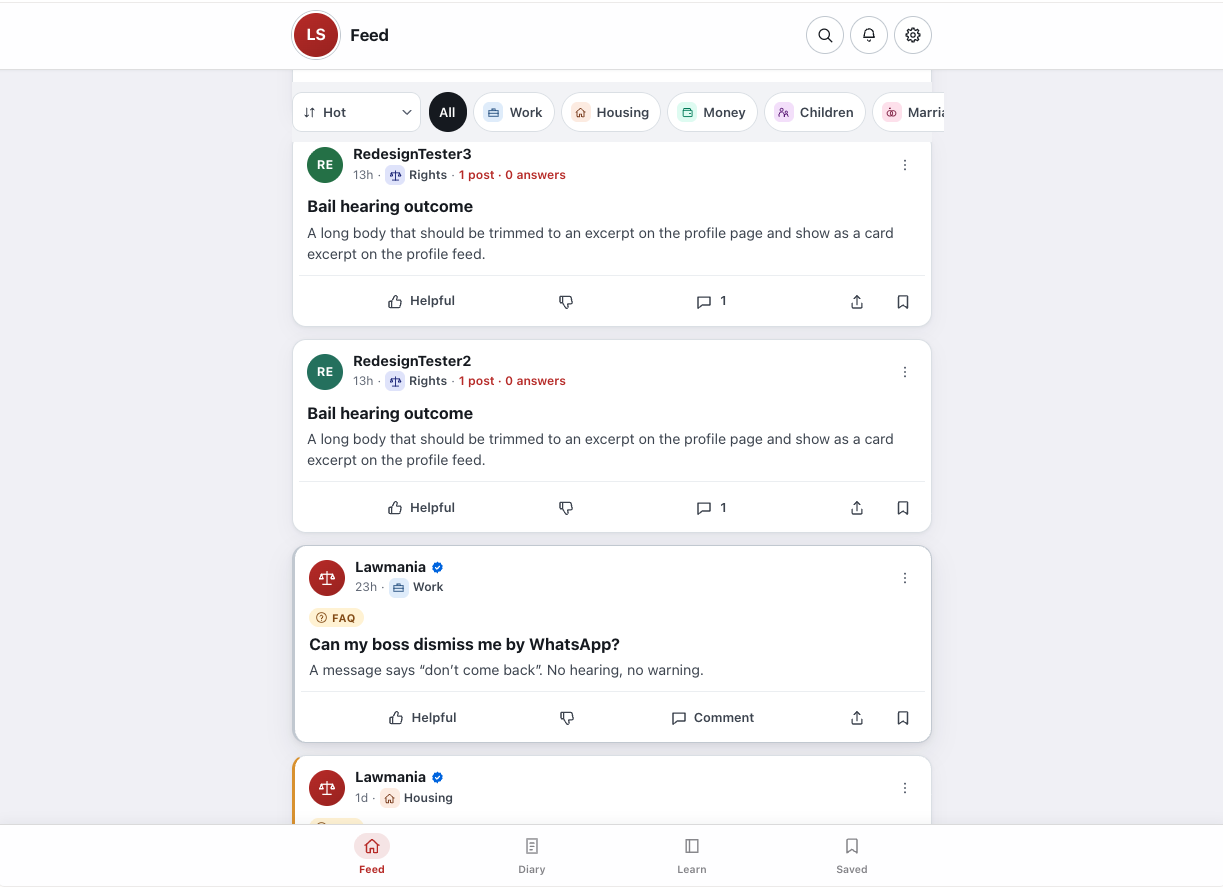 LS Feed
Hot All Work Housing Money Children Marria
RE RedesignTester3
13h · Rights · 1 post · 0 answers
Bail hearing outcome
A long body that should be trimmed to an excerpt on the profile page and show as a card
excerpt on the profile feed.
Helpful 1
RE RedesignTester2
13h · Rights · 1 post · 0 answers
Bail hearing outcome
A long body that should be trimmed to an excerpt on the profile page and show as a card
excerpt on the profile feed.
Helpful 1
Lawmania
23h · Work
FAQ
Can my boss dismiss me by WhatsApp?
A message says “don’t come back”. No hearing, no warning.
Helpful Comment
Lawmania
1d · Housing
Feed Diary Learn Saved